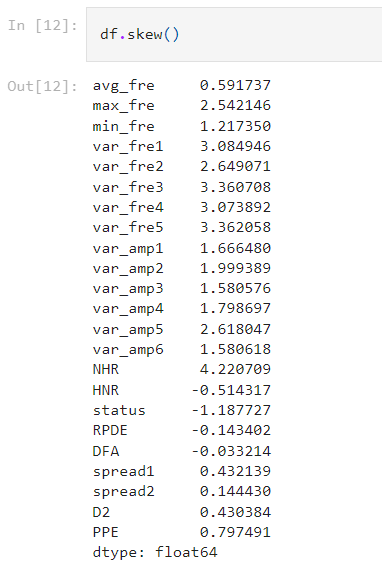 In [12]: df.skew()
Out[12]: avg_fre 0.591737
max_fre 2.542146
min_fre 1.217350
var_fre1 3.084946
var_fre2 2.649071
var_fre3 3.360708
var_fre4 3.073892
var_fre5 3.362058
var_amp1 1.666480
var_amp2 1.999389
var_amp3 1.580576
var_amp4 1.798697
var_amp5 2.618047
var_amp6 1.580618
NHR 4.220709
HNR -0.514317
status -1.187727
RPDE -0.143402
DFA -0.033214
spread1 0.432139
spread2 0.144430
D2 0.430384
PPE 0.797491
dtype: float64